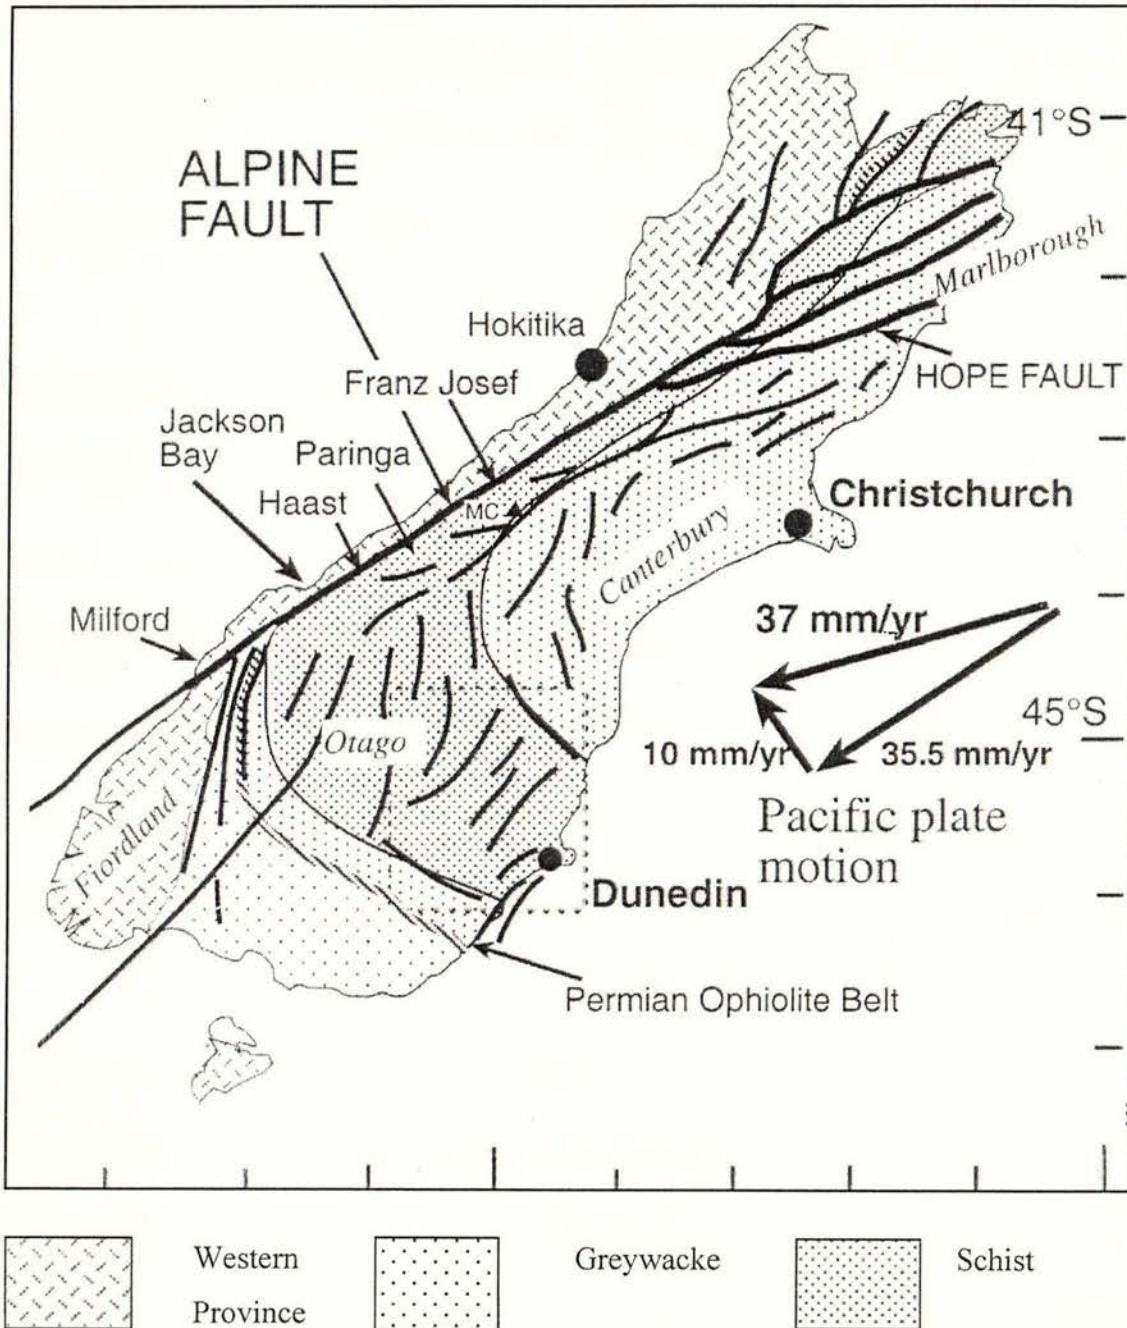 41°S
ALPINE
FAULT
Marlborough
Hokitika
HOPE FAULT
Franz Josef
Jackson
Bay
Paringa
Haast
MC
Christchurch
Canterbury
Milford
37 mm/yr
45°S
Otago
10 mm/yr
35.5 mm/yr
Pacific plate
motion
Fiordland
Dunedin
Permian Ophiolite Belt
Western
Province
Greywacke
Schist